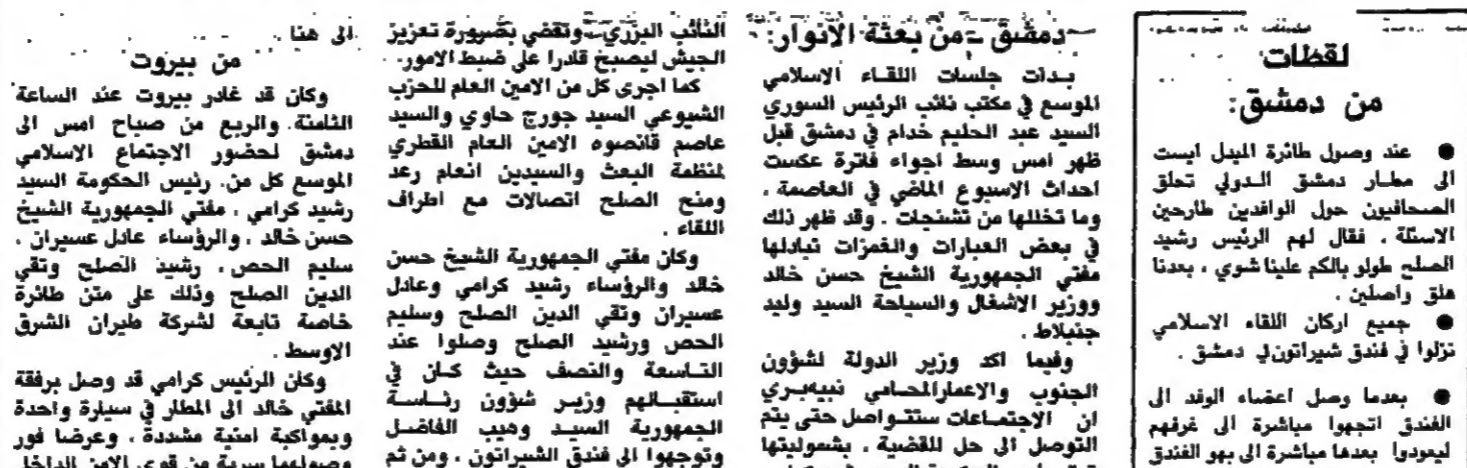 لقطات
من دمشق:
● عند وصول طائرة الميدل ايست
الى مطار دمشق الدولي تحلق
الصحافيون حول الوافدين طارحين
الاسئلة . فقال لهم الرئيس رشيد
الصلح طولو بالكم علينا شوي ، بعدنا
هلق راصلين .
● جميع اركان اللقاء الاسلامي
نزلوا في فندق شيراتون في دمشق .
● بعدما وصل اعضاء الوفد الى
الفندق اتجهوا مباشرة الى غرفهم
ليعودوا بعدها مباشرة الى بهو الفندق
دمشق - من بعثة الانوار:
بدات جلسات اللقاء الاسلامي
الموسع في مكتب نائب الرئيس السوري
السيد عبد الحليم خدام في دمشق قبل
ظهر امس وسط اجواء فاترة عكست
احداث الاسبوع الماضي في العاصمة ،
وما تخللها من تشنجات . وقد ظهر ذلك
في بعض العبارات والغمزات تبادلها
مفتي الجمهورية الشيخ حسن خالد
ووزير الاشغال والسياحة السيد وليد
جنبلاط .
وفيما اكد وزير الدولة لشؤون
الجنوب والاعمار المحامي نبيه بري
ان الاجتماعات ستتواصل حتى يتم
التوصل الى حل للقضية ، بشموليتها
النائب البزري - وتقضي بضرورة تعزيز
الجيش ليصبح قادرا على ضبط الامور .
كما اجرى كل من الامين العام للحزب
الشيوعي السيد جورج حاوي والسيد
عاصم قانصوه الامين العام القطري
لمنظمة البعث والسيدين انعام رعد
ومنح الصلح اتصالات مع اطراف
اللقاء .
وكان مفتي الجمهورية الشيخ حسن
خالد والرؤساء رشيد كرامي وعادل
عسيران وتقي الدين الصلح وسليم
الحص ورشيد الصلح وصلوا عند
التاسعة والنصف حيث كان في
استقبالهم وزير شؤون رئاسة
الجمهورية السيد وهيب الفاضل
وتوجهوا الى فندق الشيراتون ، ومن ثم
الى هنا .
من بيروت
وكان قد غادر بيروت عند الساعة
الثامنة والربع من صباح امس الى
دمشق لحضور الاجتماع الاسلامي
الموسع كل من . رئيس الحكومة السيد
رشيد كرامي ، مفتي الجمهورية الشيخ
حسن خالد ، والرؤساء عادل عسيران ،
سليم الحص ، رشيد الصلح وتقي
الدين الصلح وذلك على متن طائرة
خاصة تابعة لشركة طيران الشرق
الاوسط .
وكان الرئيس كرامي قد وصل برفقة
المفتي خالد الى المطار في سيارة واحدة
وبمواكبة امنية مشددة ، وعرضا فور
وصولهما سرية من قوى الامن الداخلي